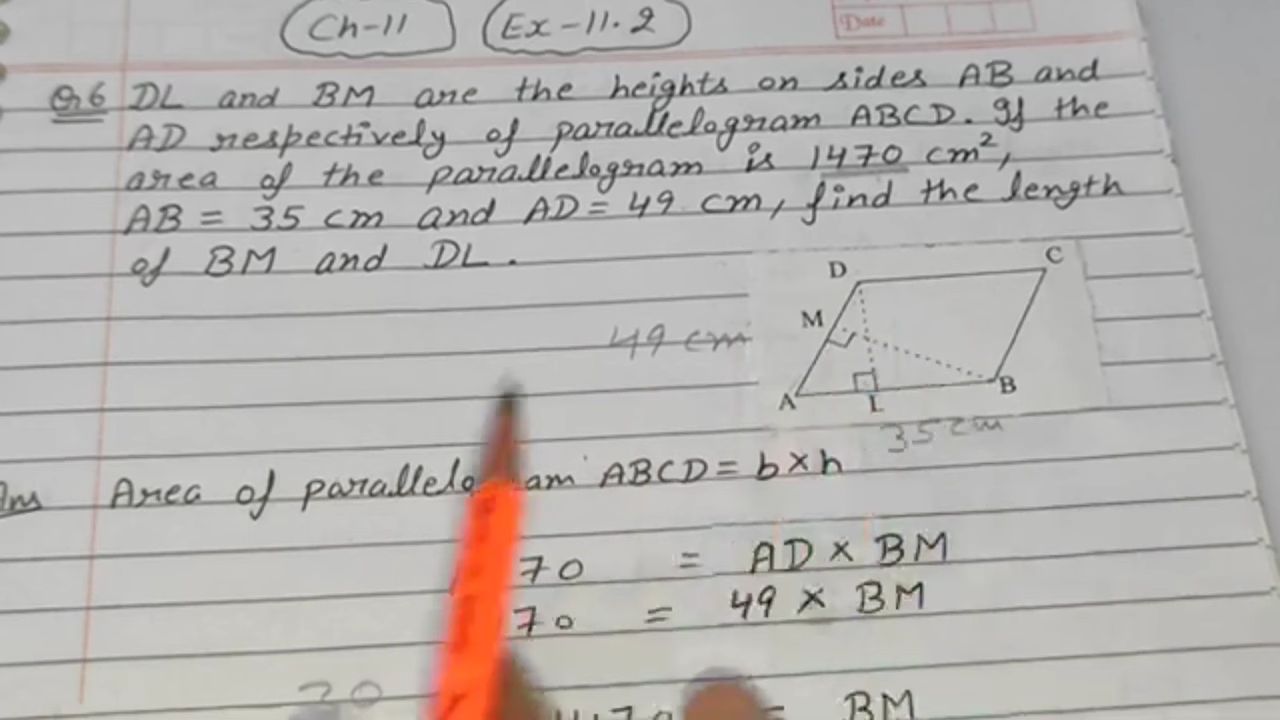 Ch-11 Ex-11.2
Date
Q6 DL and BM are the heights on sides AB and
AD respectively of parallelogram ABCD. If the
area of the parallelogram is 1470 cm²,
AB = 35 cm and AD = 49 cm, find the length
of BM and DL.
D C
M
49 cm
A L B
35 cm
Ans Area of ABCD = b×h
70 = AD × BM
70 = 49 × BM
= BM